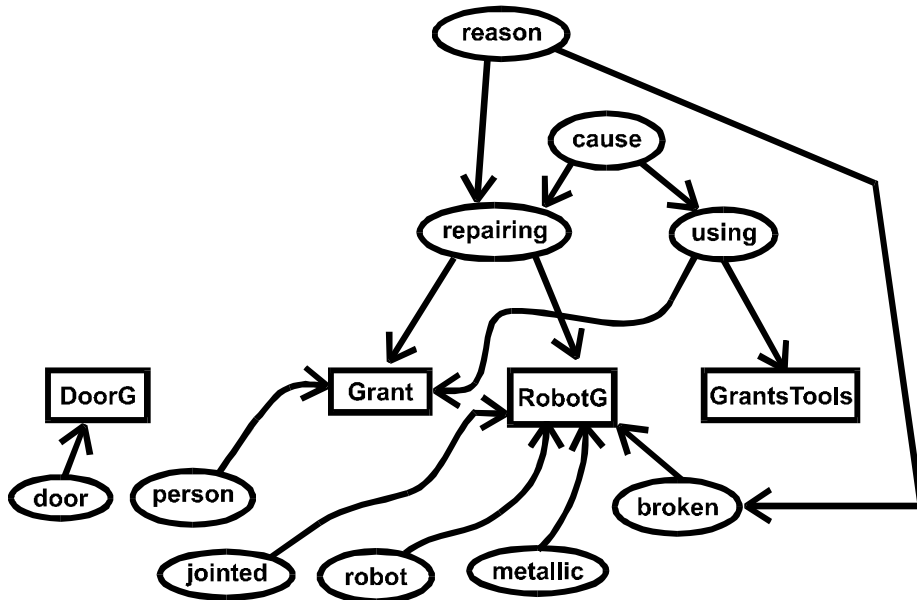 reason
cause
repairing
using
DoorG
Grant
RobotG
GrantsTools
door
person
broken
jointed
robot
metallic